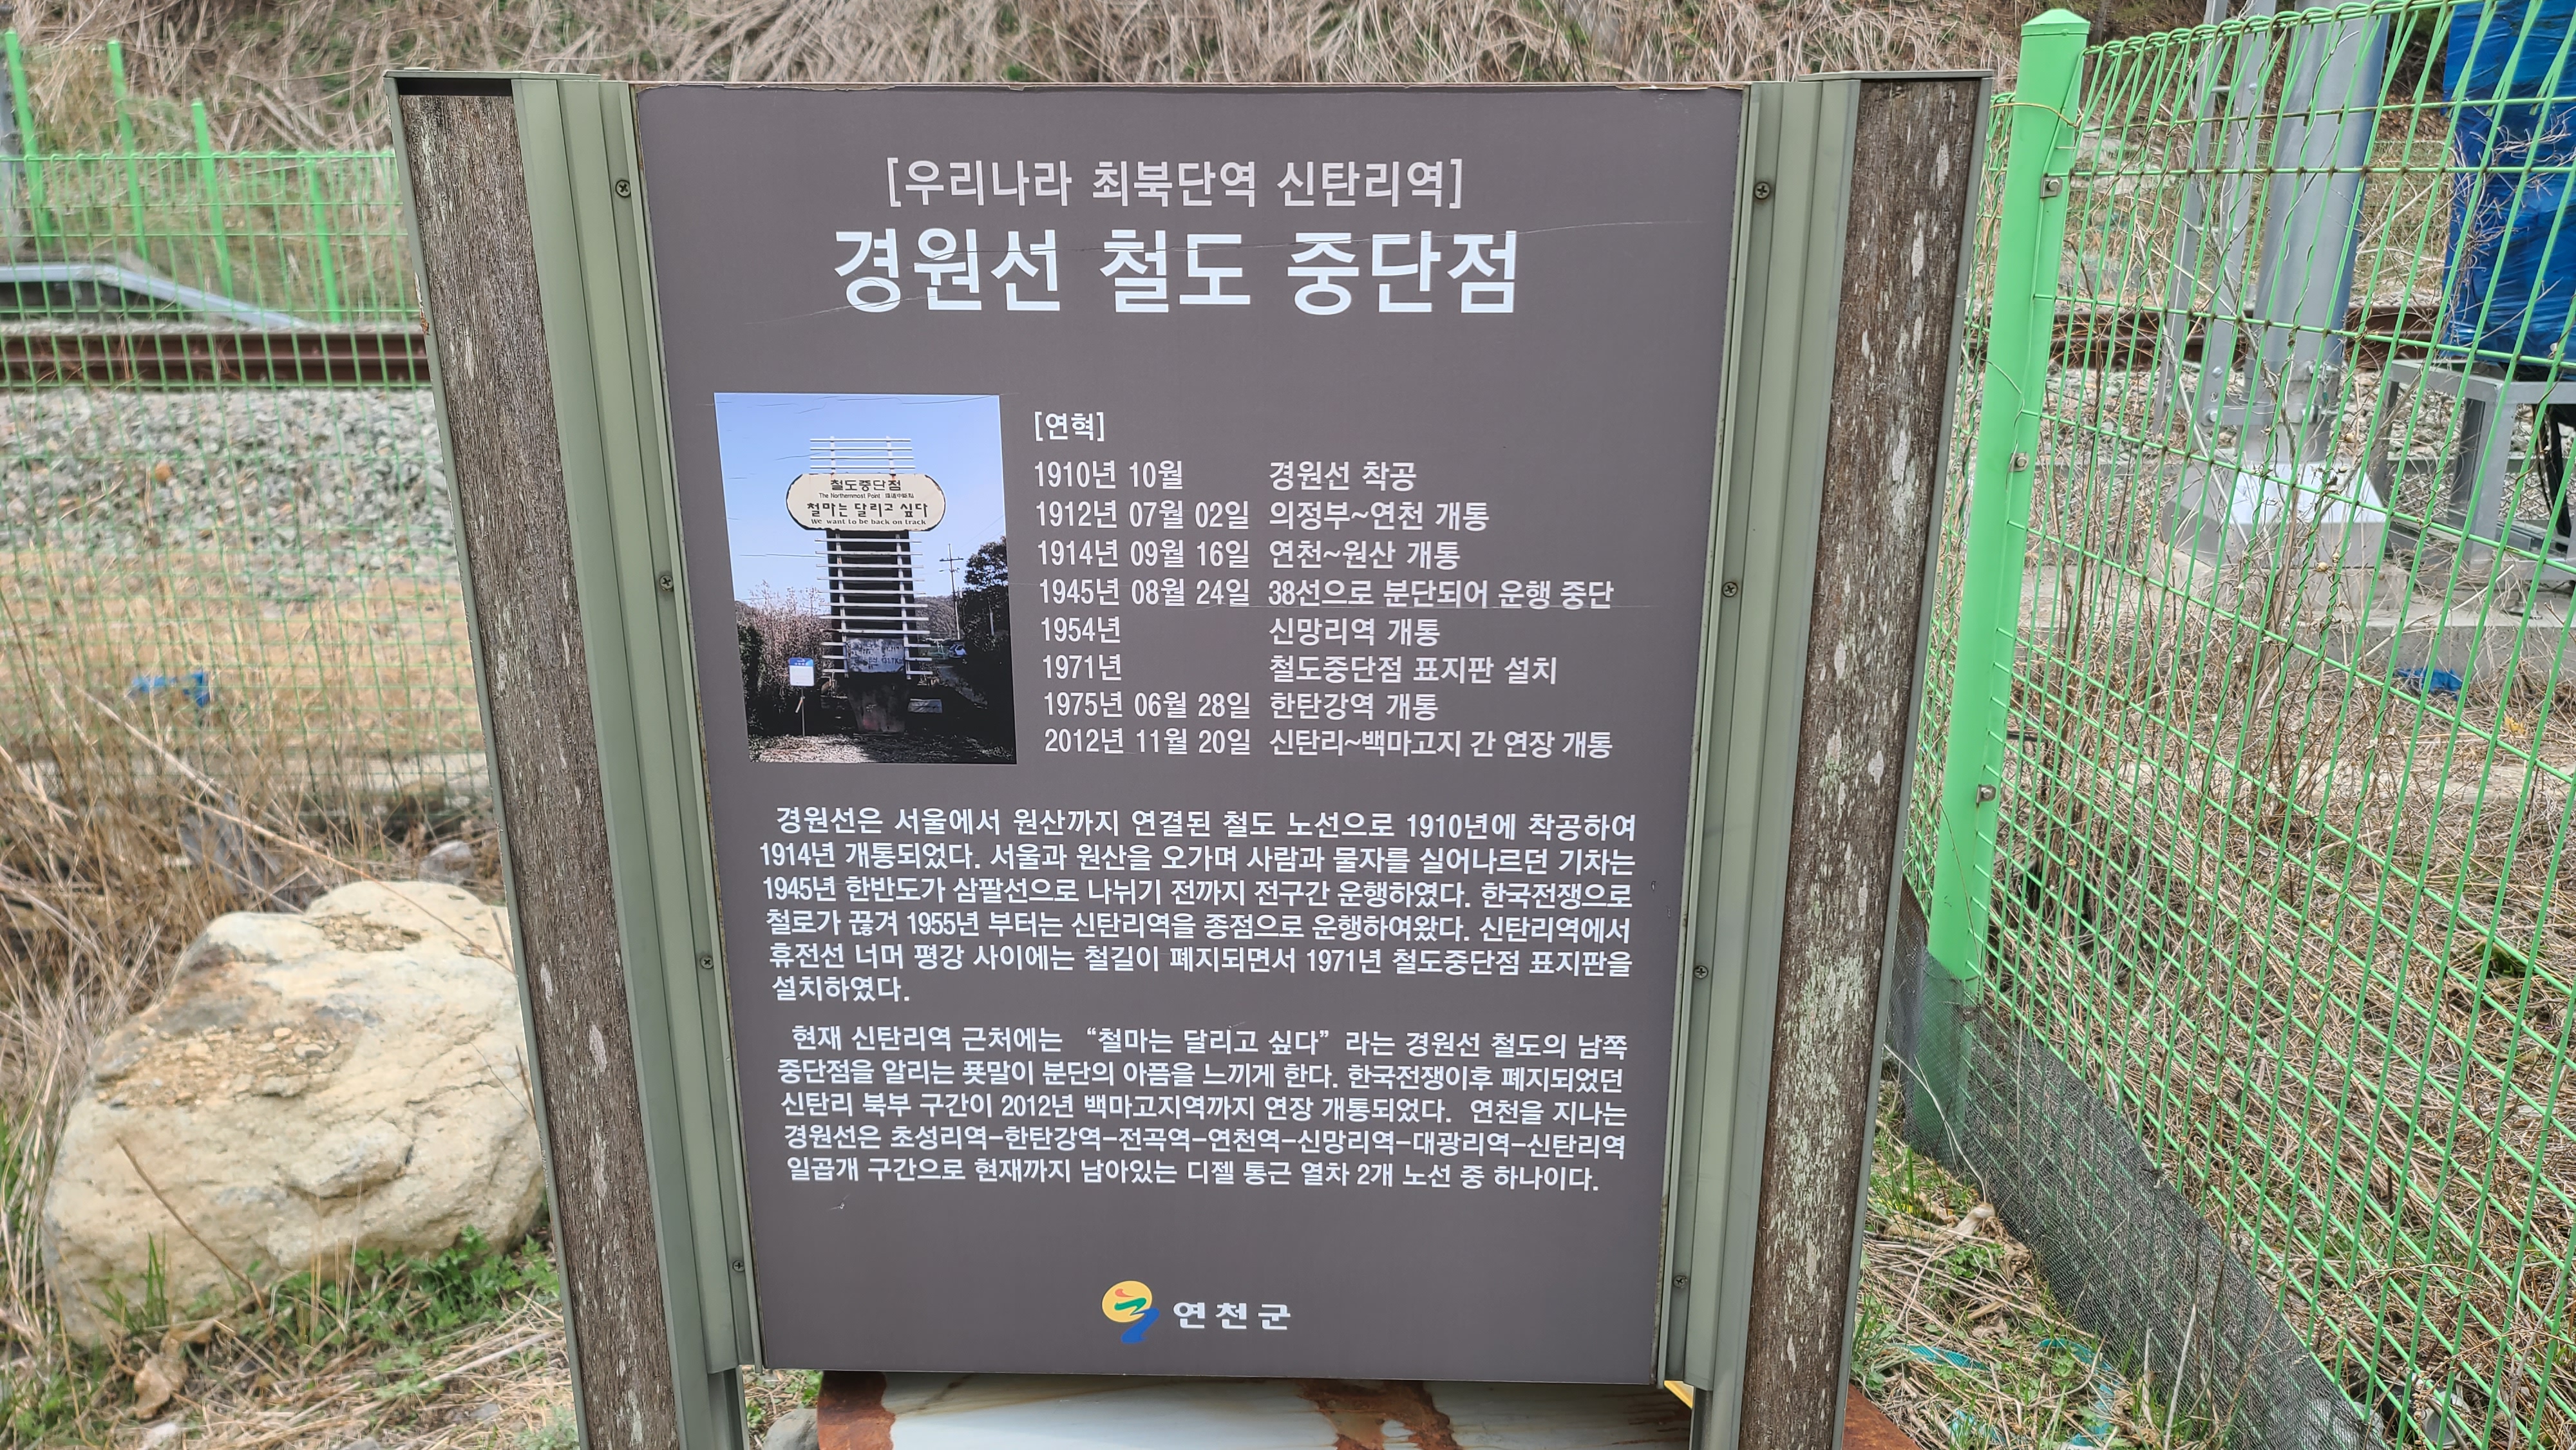 [우리나라 최북단역 신탄리역]
경원선 철도 중단점
철도중단점
The Northernmost Point
철마는 달리고 싶다
We want to be back on track
[연혁]
1910년 10월 경원선 착공
1912년 07월 02일 의정부~연천 개통
1914년 09월 16일 연천~원산 개통
1945년 08월 24일 38선으로 분단되어 운행 중단
1954년 신망리역 개통
1971년 철도중단점 표지판 설치
1975년 06월 28일 한탄강역 개통
2012년 11월 20일 신탄리~백마고지 간 연장 개통
경원선은 서울에서 원산까지 연결된 철도 노선으로 1910년에 착공하여
1914년 개통되었다. 서울과 원산을 오가며 사람과 물자를 실어나르던 기차는
1945년 한반도가 삼팔선으로 나뉘기 전까지 전구간 운행하였다. 한국전쟁으로
철로가 끊겨 1955년 부터는 신탄리역을 종점으로 운행하여왔다. 신탄리역에서
휴전선 너머 평강 사이에는 철길이 폐지되면서 1971년 철도중단점 표지판을
설치하였다.
현재 신탄리역 근처에는 “철마는 달리고 싶다” 라는 경원선 철도의 남쪽
중단점을 알리는 푯말이 분단의 아픔을 느끼게 한다. 한국전쟁이후 폐지되었던
신탄리 북부 구간이 2012년 백마고지역까지 연장 개통되었다. 연천을 지나는
경원선은 초성리역-한탄강역-전곡역-연천역-신망리역-대광리역-신탄리역
일곱개 구간으로 현재까지 남아있는 디젤 통근 열차 2개 노선 중 하나이다.
연천군